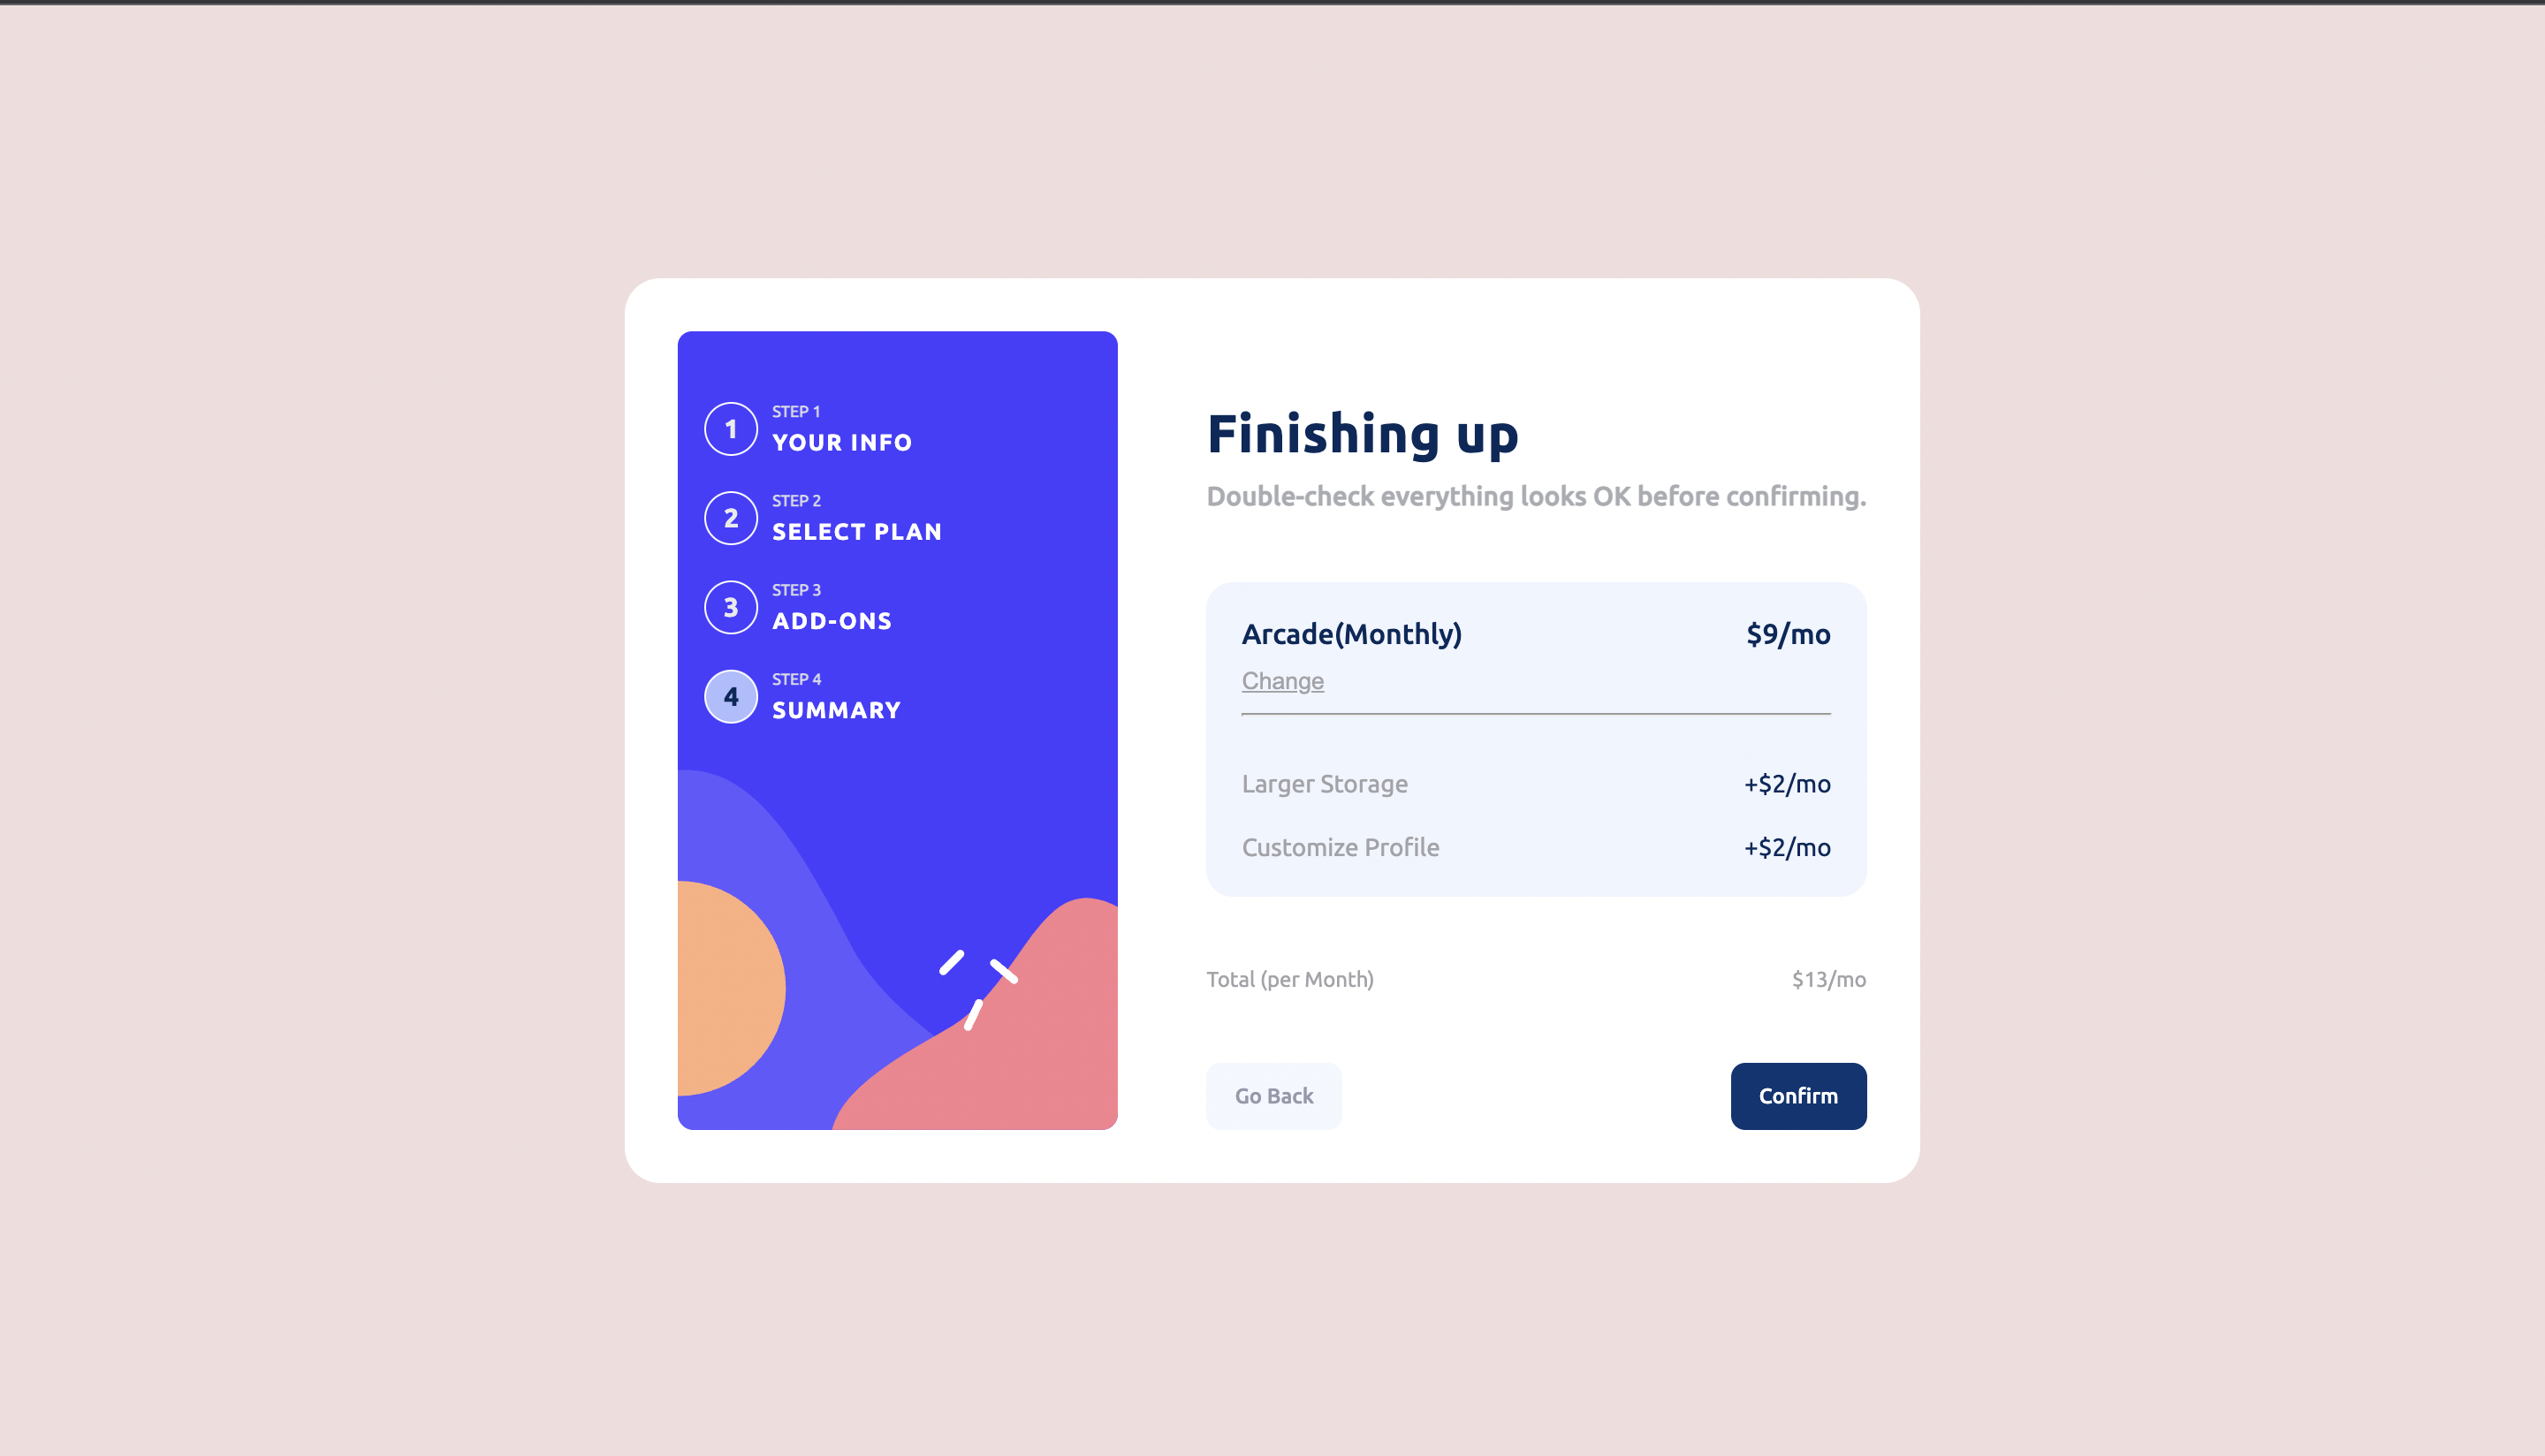 1
STEP 1
YOUR INFO
2
STEP 2
SELECT PLAN
3
STEP 3
ADD-ONS
4
STEP 4
SUMMARY
Finishing up
Double-check everything looks OK before confirming.
Arcade(Monthly) $9/mo
Change
Larger Storage +$2/mo
Customize Profile +$2/mo
Total (per Month) $13/mo
Go Back Confirm